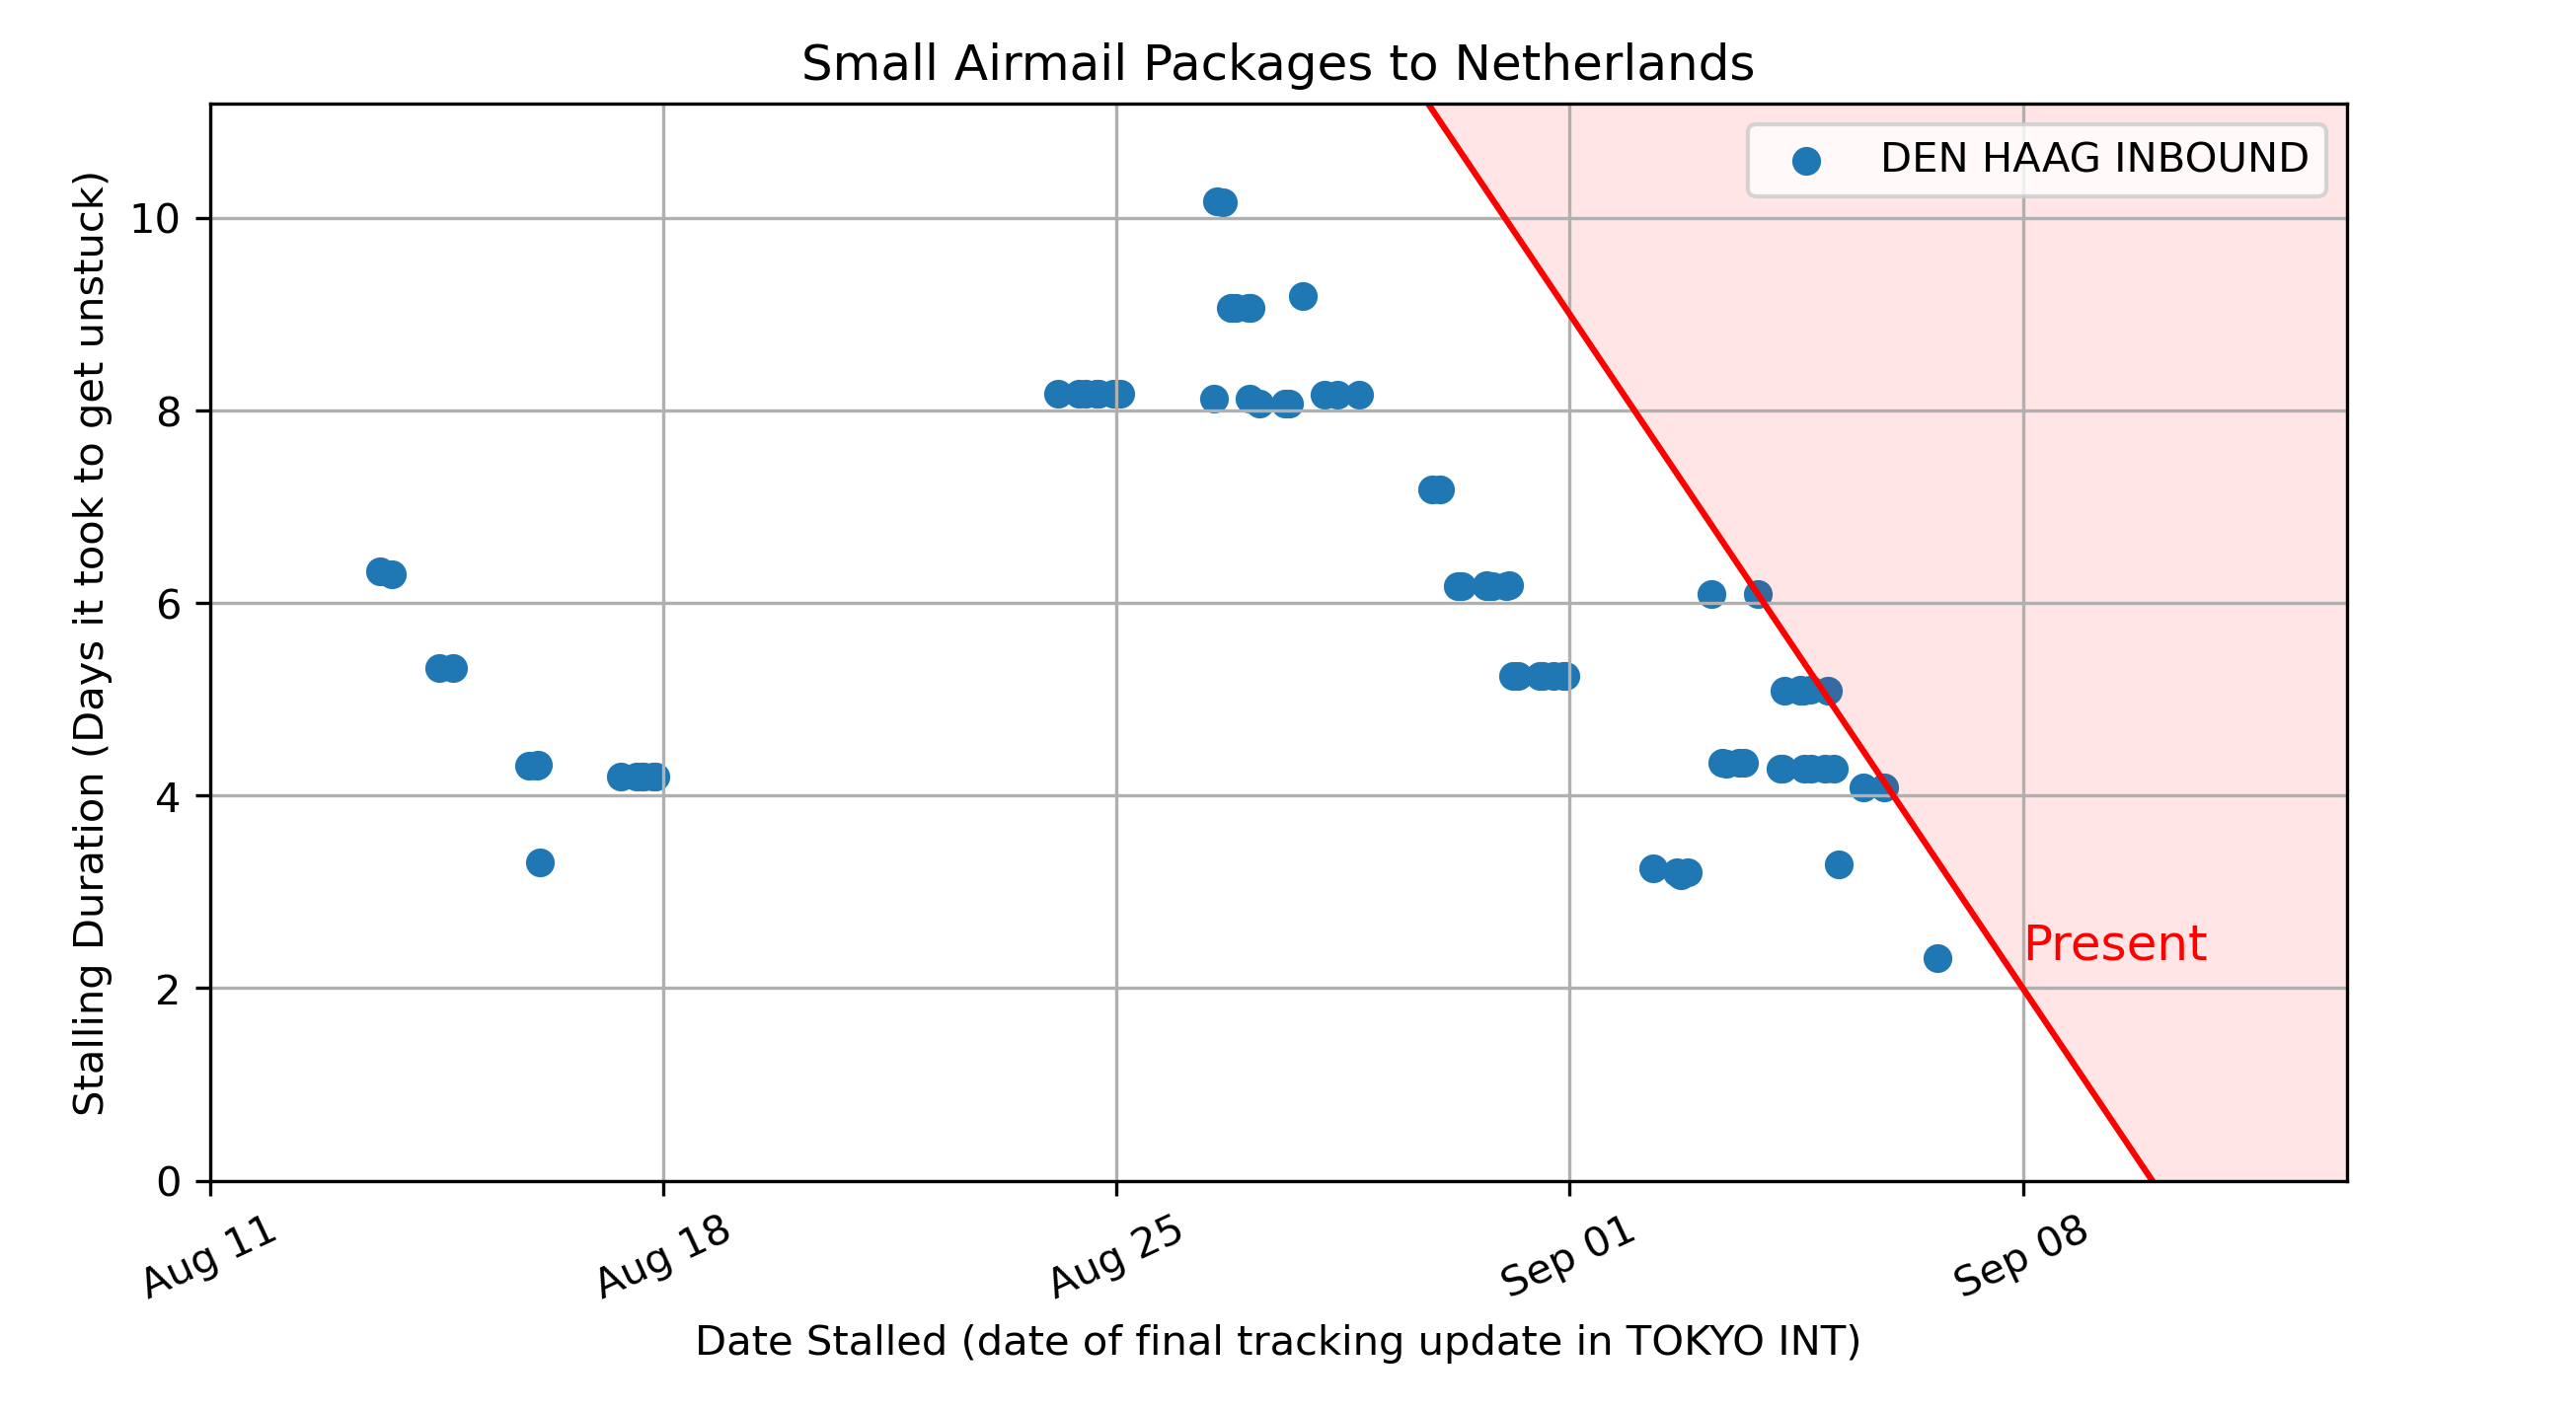 Small Airmail Packages to Netherlands
DEN HAAG INBOUND
Stalling Duration (Days it took to get unstuck)
10
8
6
4
2
0
Present
Aug 11
Aug 18
Aug 25
Sep 01
Sep 08
Date Stalled (date of final tracking update in TOKYO INT)